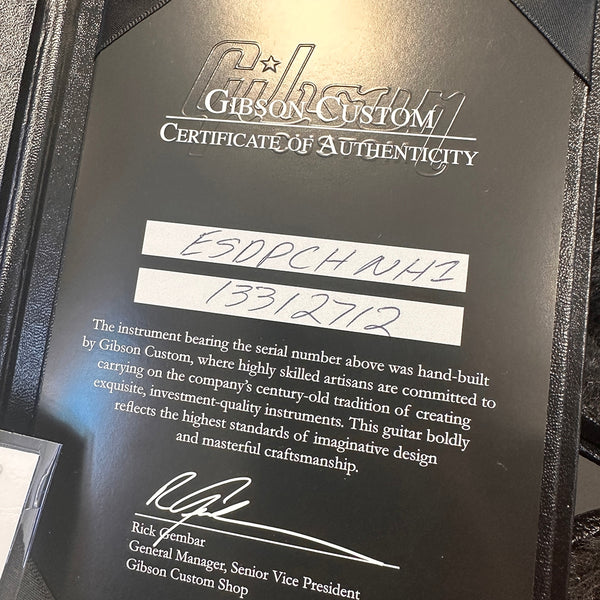 Gibson
Custom
GIBSON CUSTOM
CERTIFICATE OF AUTHENTICITY
ESDPCHNH1
13312712
The instrument bearing the serial number above was hand-built
by Gibson Custom, where highly skilled artisans are committed to
carrying on the company's century-old tradition of creating
exquisite, investment-quality instruments. This guitar boldly
reflects the highest standards of imaginative design
and masterful craftsmanship.
Rick Gembar
General Manager, Senior Vice President
Gibson Custom Shop